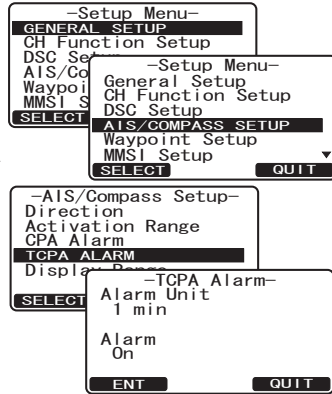 -Setup Menu-
GENERAL SETUP
CH Function Setup
DSC
AIS/Co
Waypoi
MMSI S
SELECT
-Setup Menu-
General Setup
CH Function Setup
DSC Setup
AIS/COMPASS SETUP
Waypoint Setup
MMSI Setup
SELECT QUIT
-AIS/Compass Setup-
Direction
Activation Range
CPA Alarm
TCPA ALARM
Display Range
SELECT
-TCPA Alarm-
Alarm Unit
1 min
Alarm
On
ENT QUIT